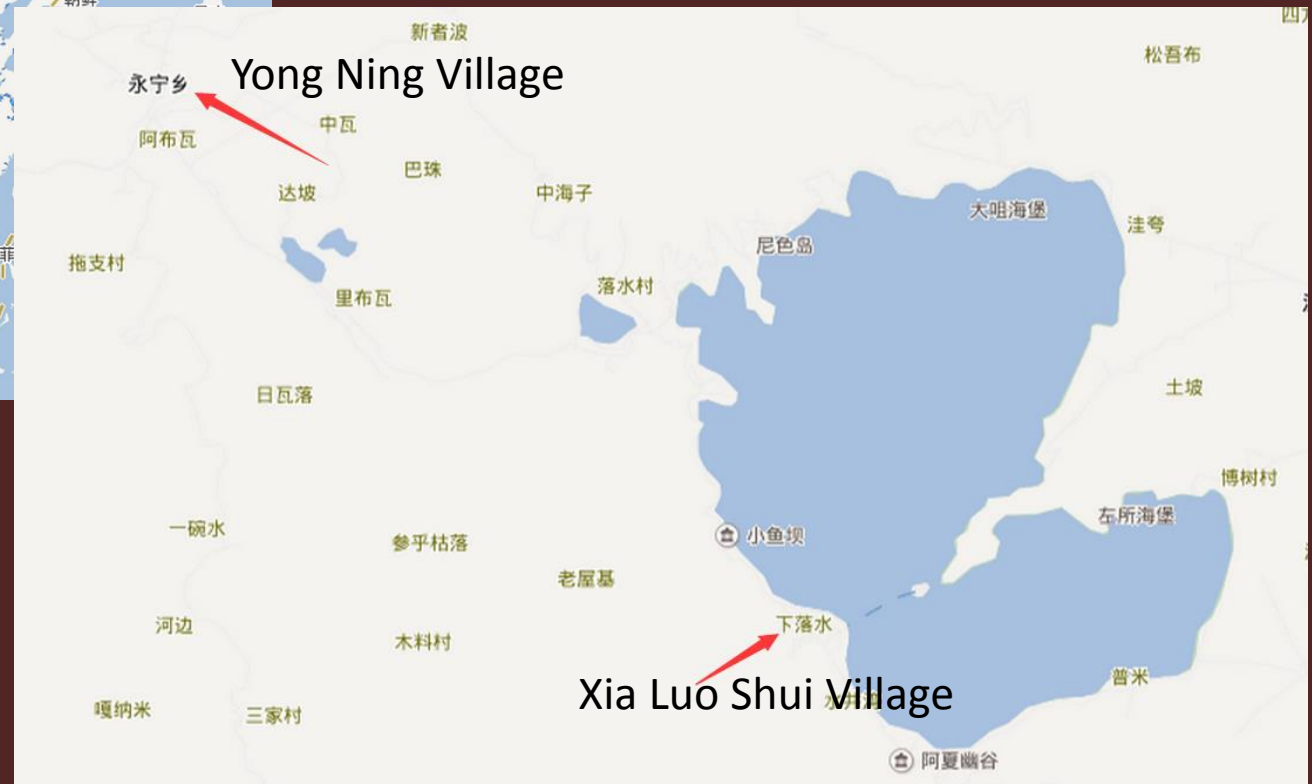 新者波
松吾布
永宁乡
Yong Ning Village
中瓦
阿布瓦
巴珠
达坡
中海子
大咀海堡
洼夸
尼色岛
拖支村
落水村
里布瓦
日瓦落
土坡
博树村
左所海堡
一碗水
小鱼坝
参乎枯落
老屋基
河边
下落水
木料村
普米
Xia Luo Shui Village
嘎纳米
三家村
阿夏幽谷